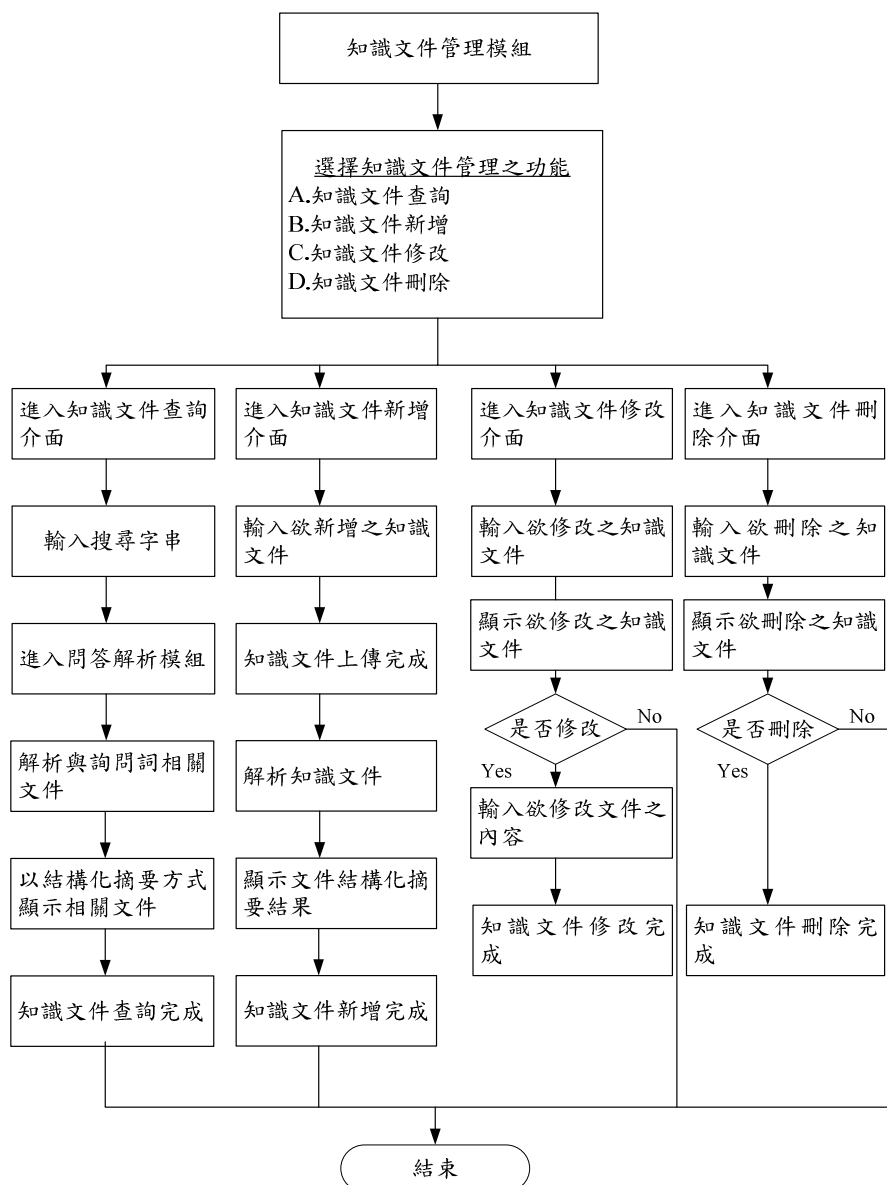 知識文件管理模組
選擇知識文件管理之功能
A.知識文件查詢
B.知識文件新增
C.知識文件修改
D.知識文件刪除
進入知識文件查詢
介面
輸入搜尋字串
進入問答解析模組
解析與詢問詞相關
文件
以結構化摘要方式
顯示相關文件
知識文件查詢完成
進入知識文件新增
介面
輸入欲新增之知識
文件
知識文件上傳完成
解析知識文件
顯示文件結構化摘
要結果
知識文件新增完成
進入知識文件修改
介面
輸入欲修改之知識
文件
顯示欲修改之知識
文件
是否修改
No
Yes
輸入欲修改文件之
內容
知識文件修改完
成
進入知識文件刪
除介面
輸入欲刪除之知
識文件
顯示欲刪除之知識
文件
是否刪除
No
Yes
知識文件刪除完
成
結束